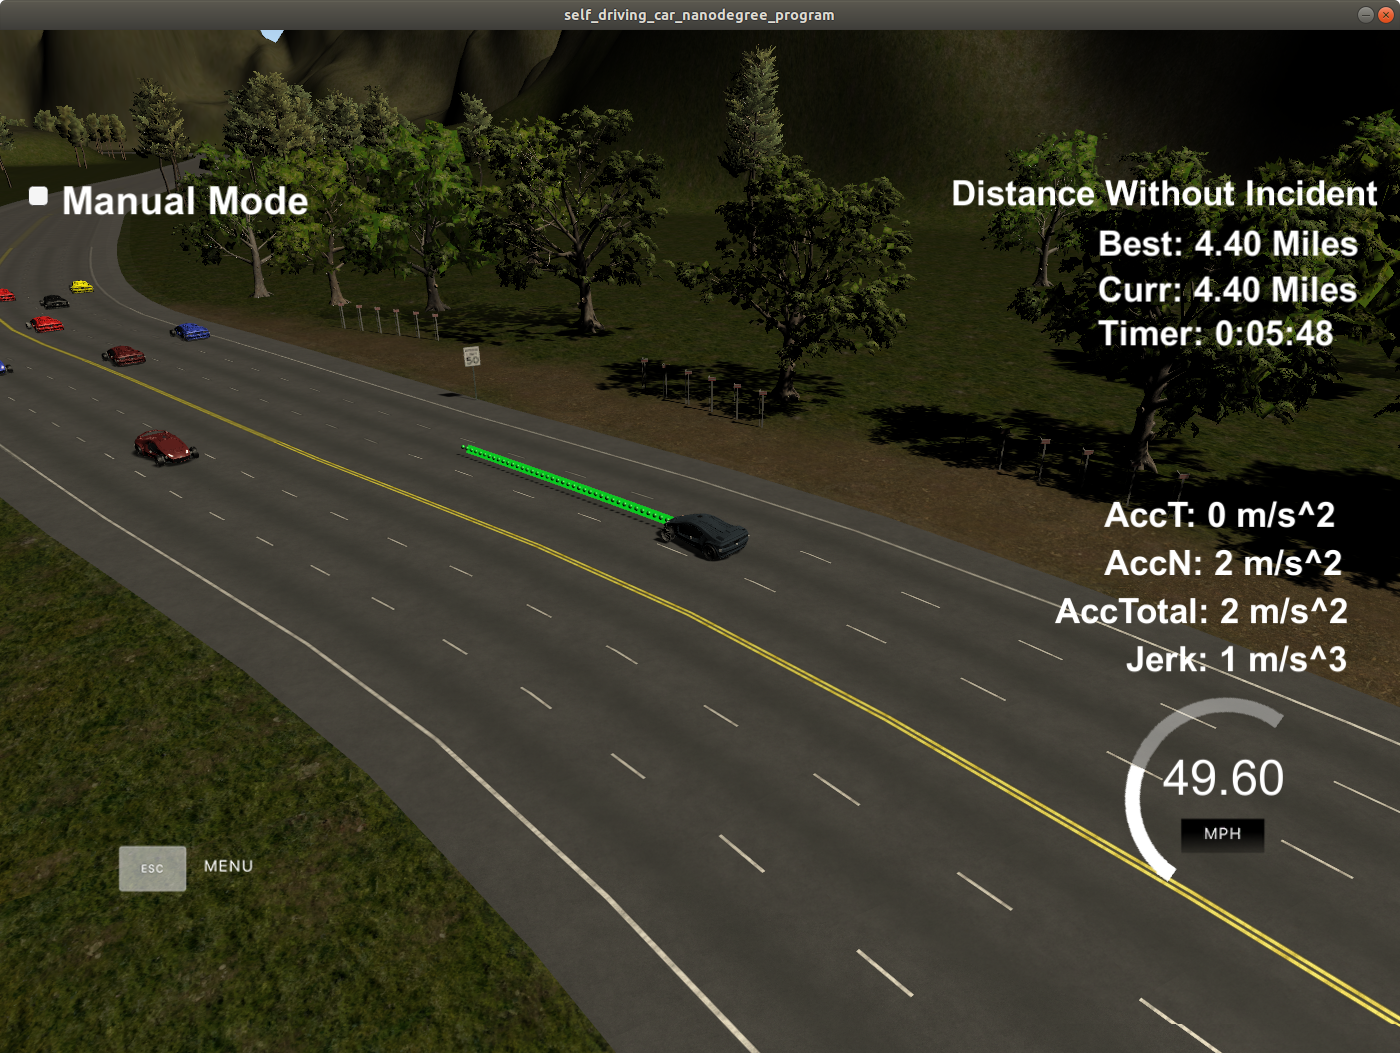 self_driving_car_nanodegree_program
Manual Mode
Distance Without Incident
Best: 4.40 Miles
Curr: 4.40 Miles
Timer: 0:05:48
50
AccT: 0 m/s^2
AccN: 2 m/s^2
AccTotal: 2 m/s^2
Jerk: 1 m/s^3
49.60
MPH
ESC
MENU